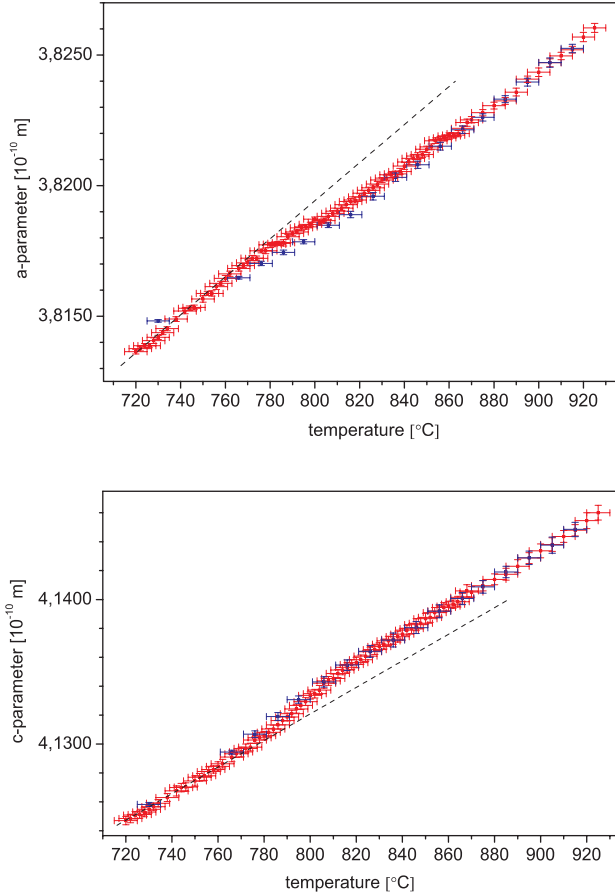 3,8250
3,8200
3,8150
a-parameter [10⁻¹⁰ m]
720 740 760 780 800 820 840 860 880 900 920
temperature [°C]
4,1400
4,1300
c-parameter [10⁻¹⁰ m]
720 740 760 780 800 820 840 860 880 900 920
temperature [°C]